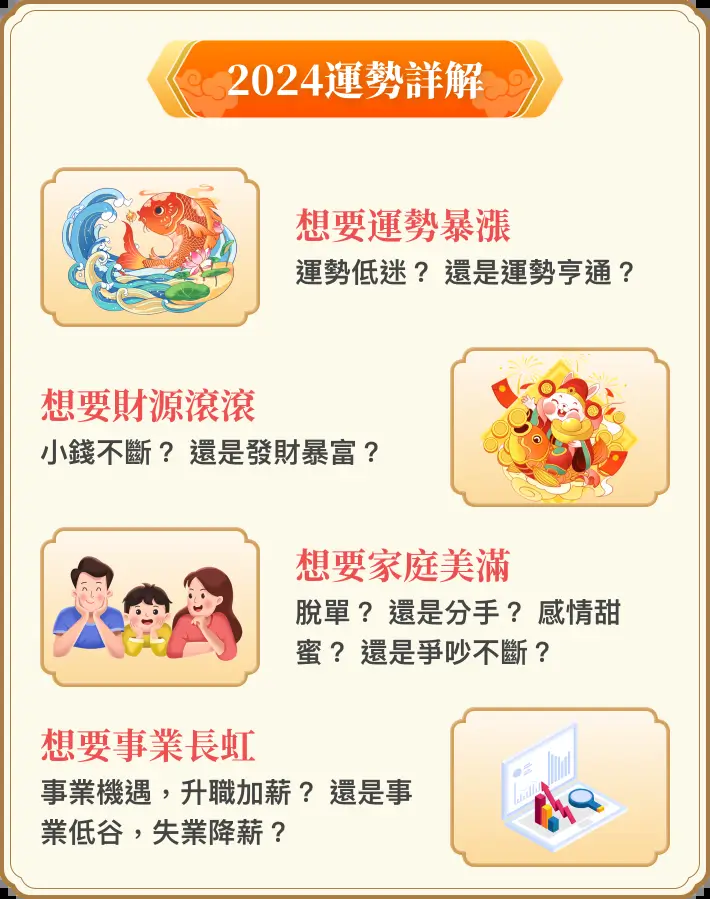 2024運勢詳解
想要運勢暴漲
運勢低迷？ 還是運勢亨通？
想要財源滾滾
小錢不斷？ 還是發財暴富？
想要家庭美滿
脫單？ 還是分手？ 感情甜
蜜？ 還是爭吵不斷？
想要事業長虹
事業機遇，升職加薪？ 還是事
業低谷，失業降薪？